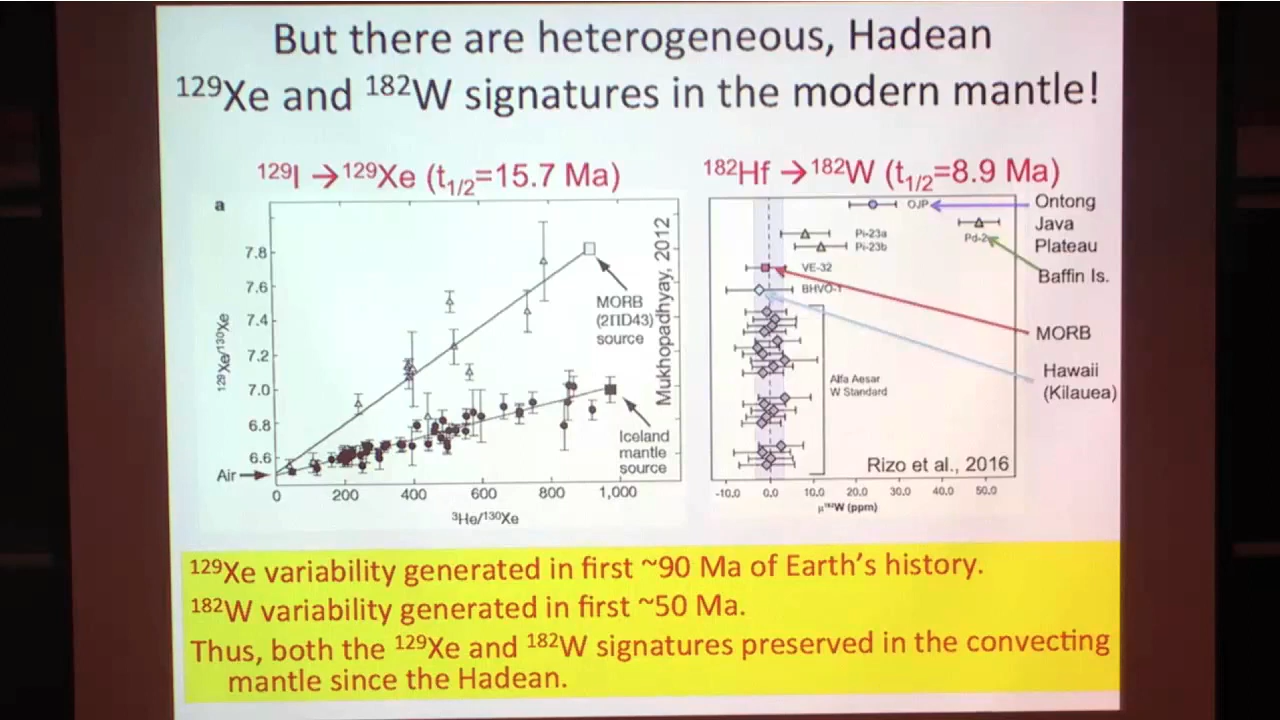 But there are heterogeneous, Hadean
¹²⁹Xe and ¹⁸²W signatures in the modern mantle!
¹²⁹I → ¹²⁹Xe (t₁/₂=15.7 Ma)
¹⁸²Hf → ¹⁸²W (t₁/₂=8.9 Ma)
a
7.8
7.6
7.4
7.2
7.0
6.8
6.6
¹²⁹Xe/¹³⁰Xe
Air
0
200
400
600
800
1,000
³He/¹³⁰Xe
MORB
(2ΠD43)
source
Iceland
mantle
source
Mukhopadhyay, 2012
OJP
Pd-2
Pi-23a
Pi-23b
VE-32
BHVO-1
Alfa Aesar
W Standard
Rizo et al., 2016
-10.0
0.0
10.0
20.0
30.0
40.0
50.0
μ¹⁸²W (ppm)
Ontong
Java
Plateau
Baffin Is.
MORB
Hawaii
(Kilauea)
¹²⁹Xe variability generated in first ~90 Ma of Earth's history.
¹⁸²W variability generated in first ~50 Ma.
Thus, both the ¹²⁹Xe and ¹⁸²W signatures preserved in the convecting
mantle since the Hadean.